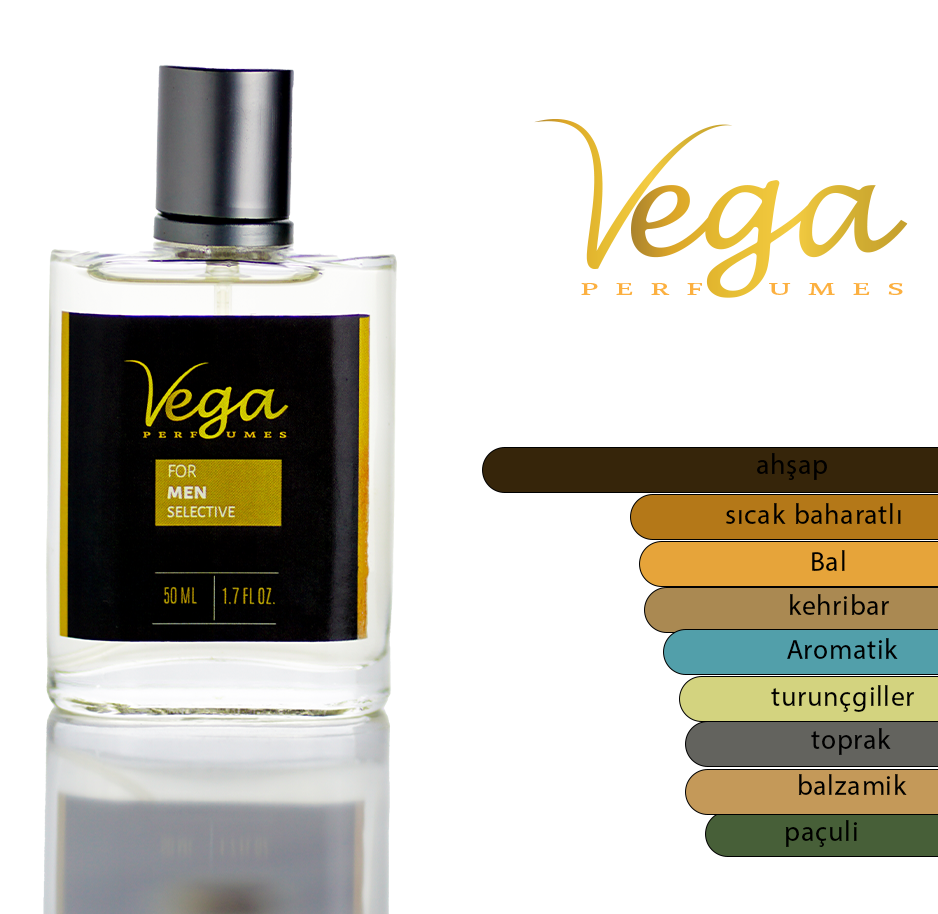 Vega
PERFUMES
Vega
PERFUMES
FOR
MEN
SELECTIVE
50 ML 1.7 FL OZ.
ahşap
sıcak baharatlı
Bal
kehribar
Aromatik
turunçgiller
toprak
balzamik
paçuli